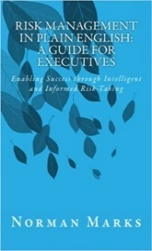 RISK MANAGEMENT
IN PLAIN ENGLISH:
A GUIDE FOR
EXECUTIVES
Enabling Success through Intelligent
and Informed Risk-Taking
NORMAN MARKS